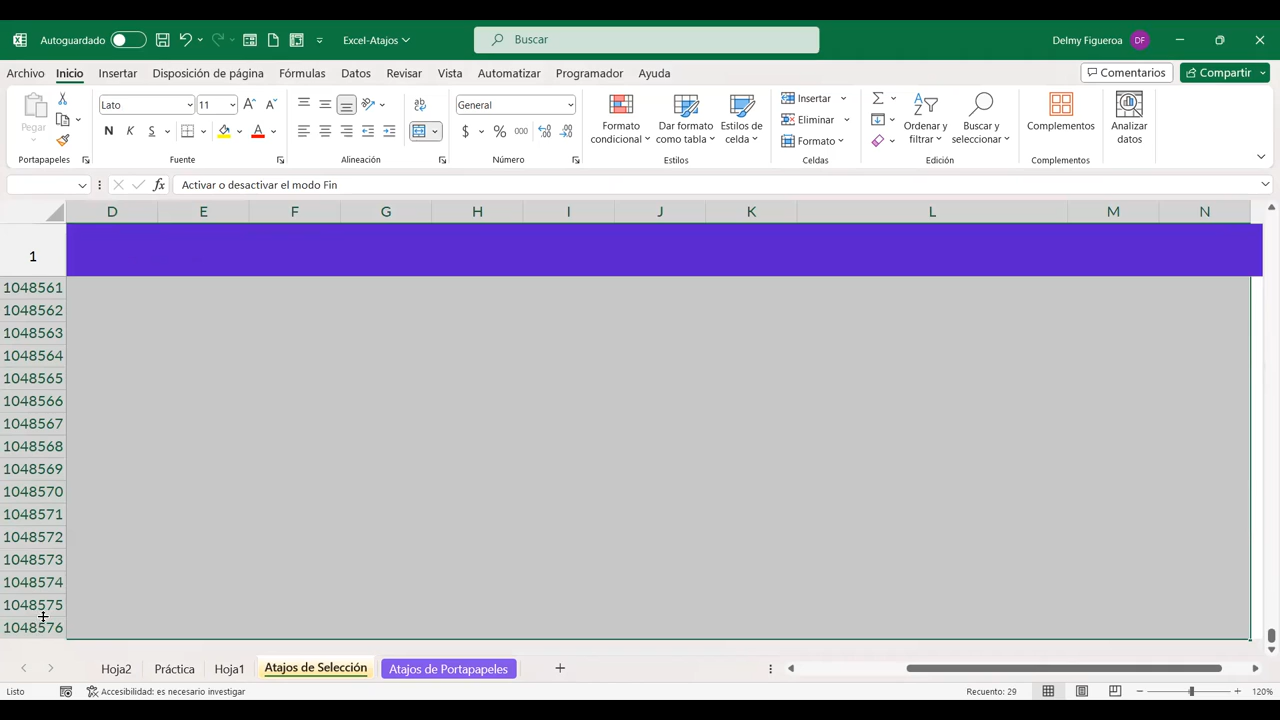 Autoguardado
Excel-Atajos
Buscar
Delmy Figueroa
DF
Archivo
Inicio
Insertar
Disposición de página
Fórmulas
Datos
Revisar
Vista
Automatizar
Programador
Ayuda
Comentarios
Compartir
Pegar
Portapapeles
Lato
11
N K S
Fuente
Alineación
General
$ % 000
Número
Formato condicional
Dar formato como tabla
Estilos de celda
Estilos
Insertar
Eliminar
Formato
Celdas
Ordenar y filtrar
Buscar y seleccionar
Edición
Complementos
Complementos
Analizar datos
fx
Activar o desactivar el modo Fin
D E F G H I J K L M N
1
1048561
1048562
1048563
1048564
1048565
1048566
1048567
1048568
1048569
1048570
1048571
1048572
1048573
1048574
1048575
1048576
Hoja2
Práctica
Hoja1
Atajos de Selección
Atajos de Portapapeles
Listo
Accesibilidad: es necesario investigar
Recuento: 29
120%